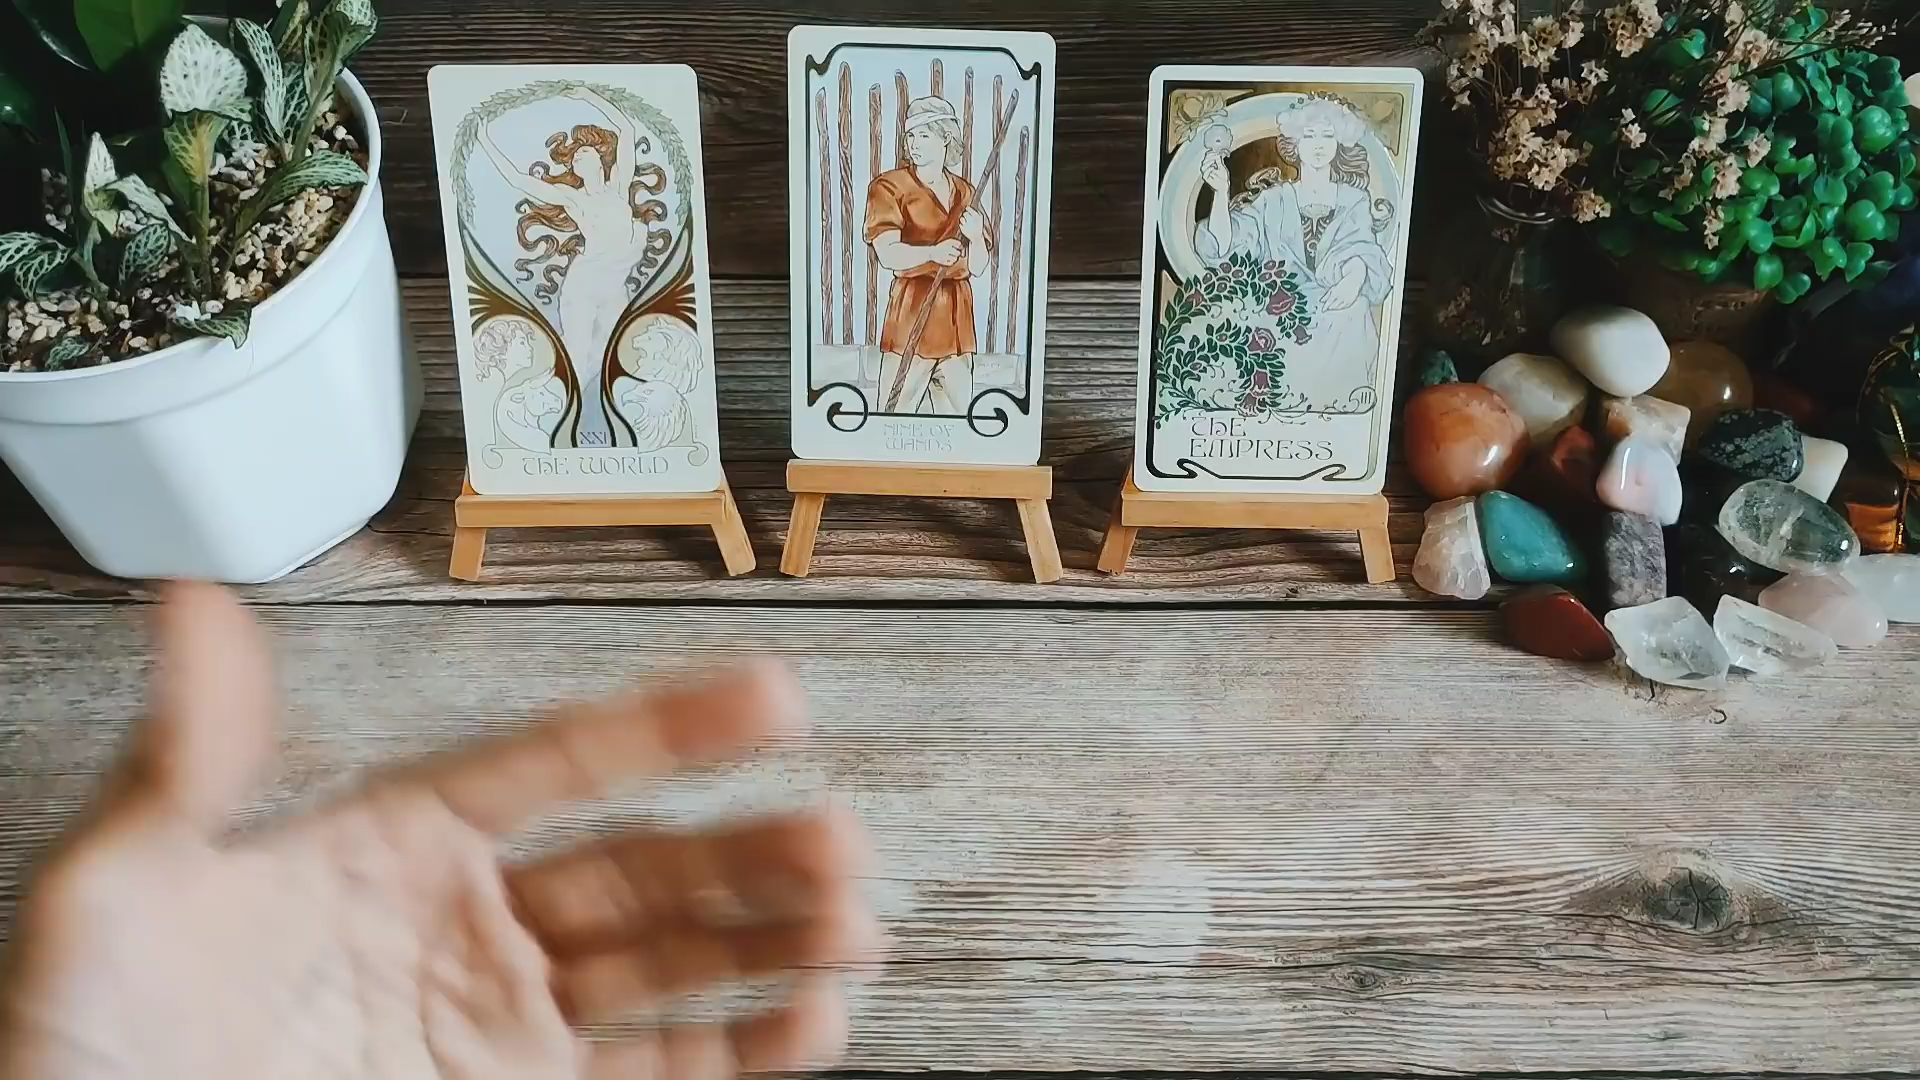 XXI
THE WORLD
NINE OF
WANDS
III
THE
EMPRESS